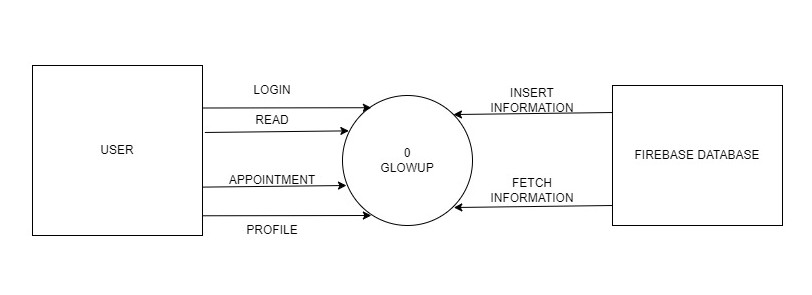 USER
LOGIN
READ
APPOINTMENT
PROFILE
0
GLOWUP
INSERT
INFORMATION
FETCH
INFORMATION
FIREBASE DATABASE